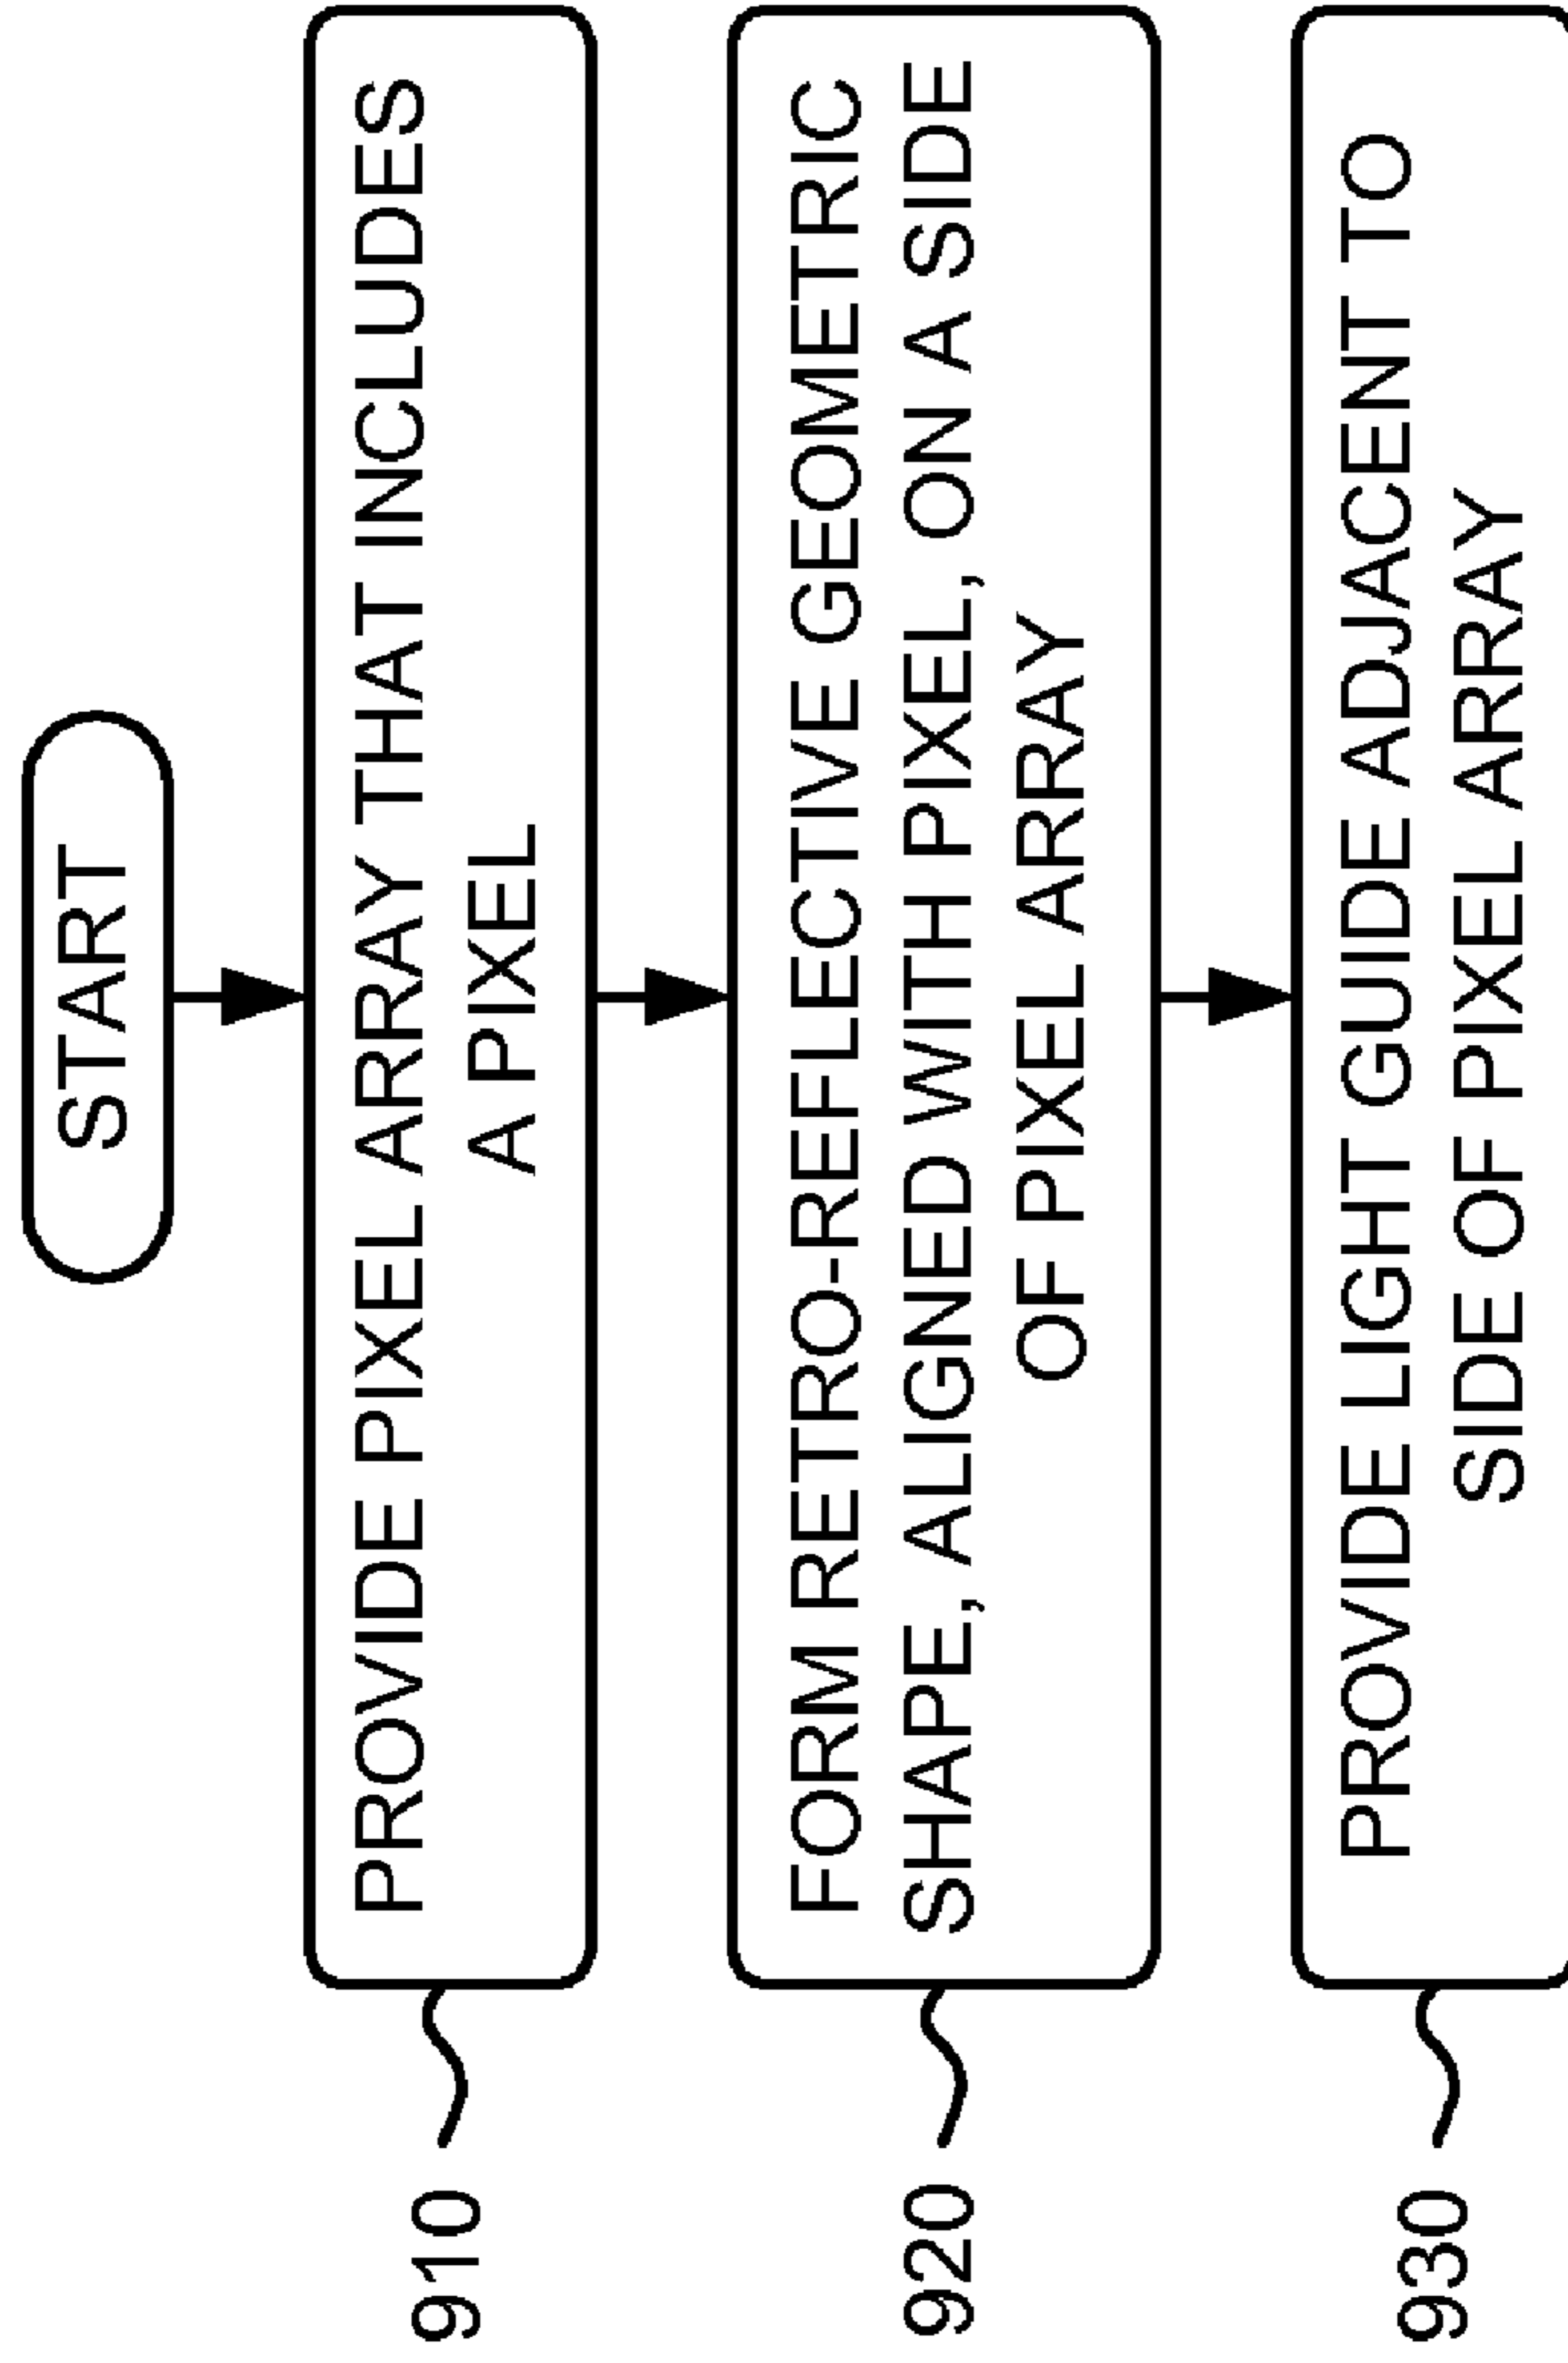 START
910
PROVIDE PIXEL ARRAY THAT INCLUDES
A PIXEL
920
FORM RETRO-REFLECTIVE GEOMETRIC
SHAPE, ALIGNED WITH PIXEL, ON A SIDE
OF PIXEL ARRAY
930
PROVIDE LIGHT GUIDE ADJACENT TO
SIDE OF PIXEL ARRAY